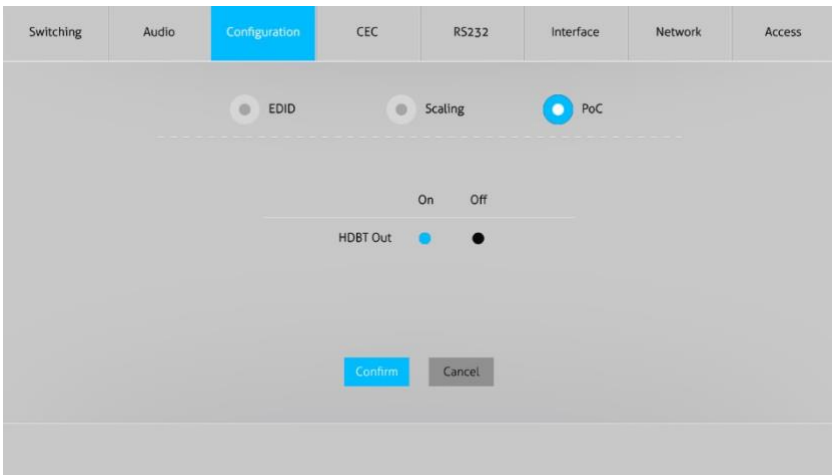 Switching Audio Configuration CEC RS232 Interface Network Access
EDID Scaling PoC
On Off
HDBT Out
Confirm Cancel